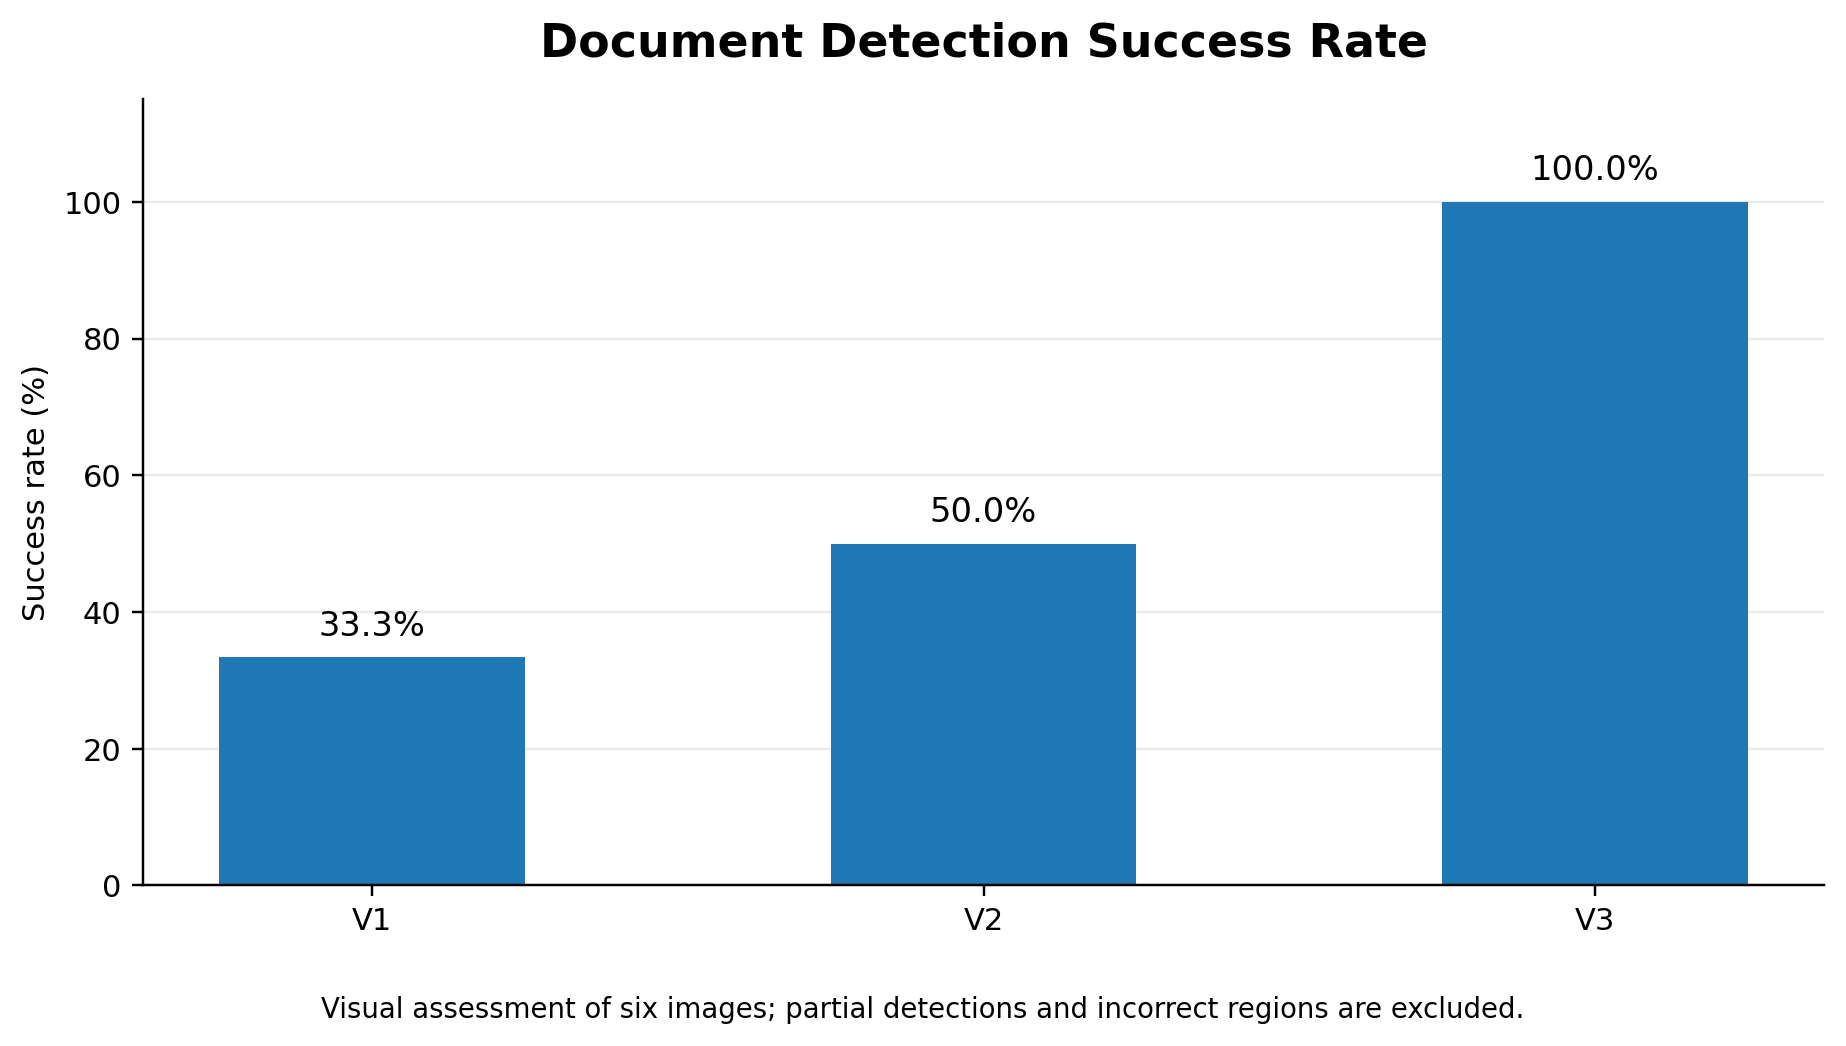 Document Detection Success Rate
Success rate (%)
100
80
60
40
20
0
33.3%
50.0%
100.0%
V1
V2
V3
Visual assessment of six images; partial detections and incorrect regions are excluded.